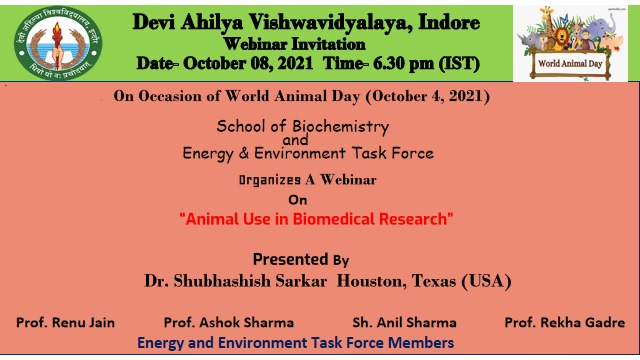 Devi Ahilya Vishwavidyalaya, Indore
Webinar Invitation
Date- October 08, 2021 Time- 6.30 pm (IST)
World Animal Day
On Occasion of World Animal Day (October 4, 2021)
School of Biochemistry
and
Energy & Environment Task Force
Organizes A Webinar
On
"Animal Use in Biomedical Research"
Presented By
Dr. Shubhashish Sarkar Houston, Texas (USA)
Prof. Renu Jain Prof. Ashok Sharma Sh. Anil Sharma Prof. Rekha Gadre
Energy and Environment Task Force Members